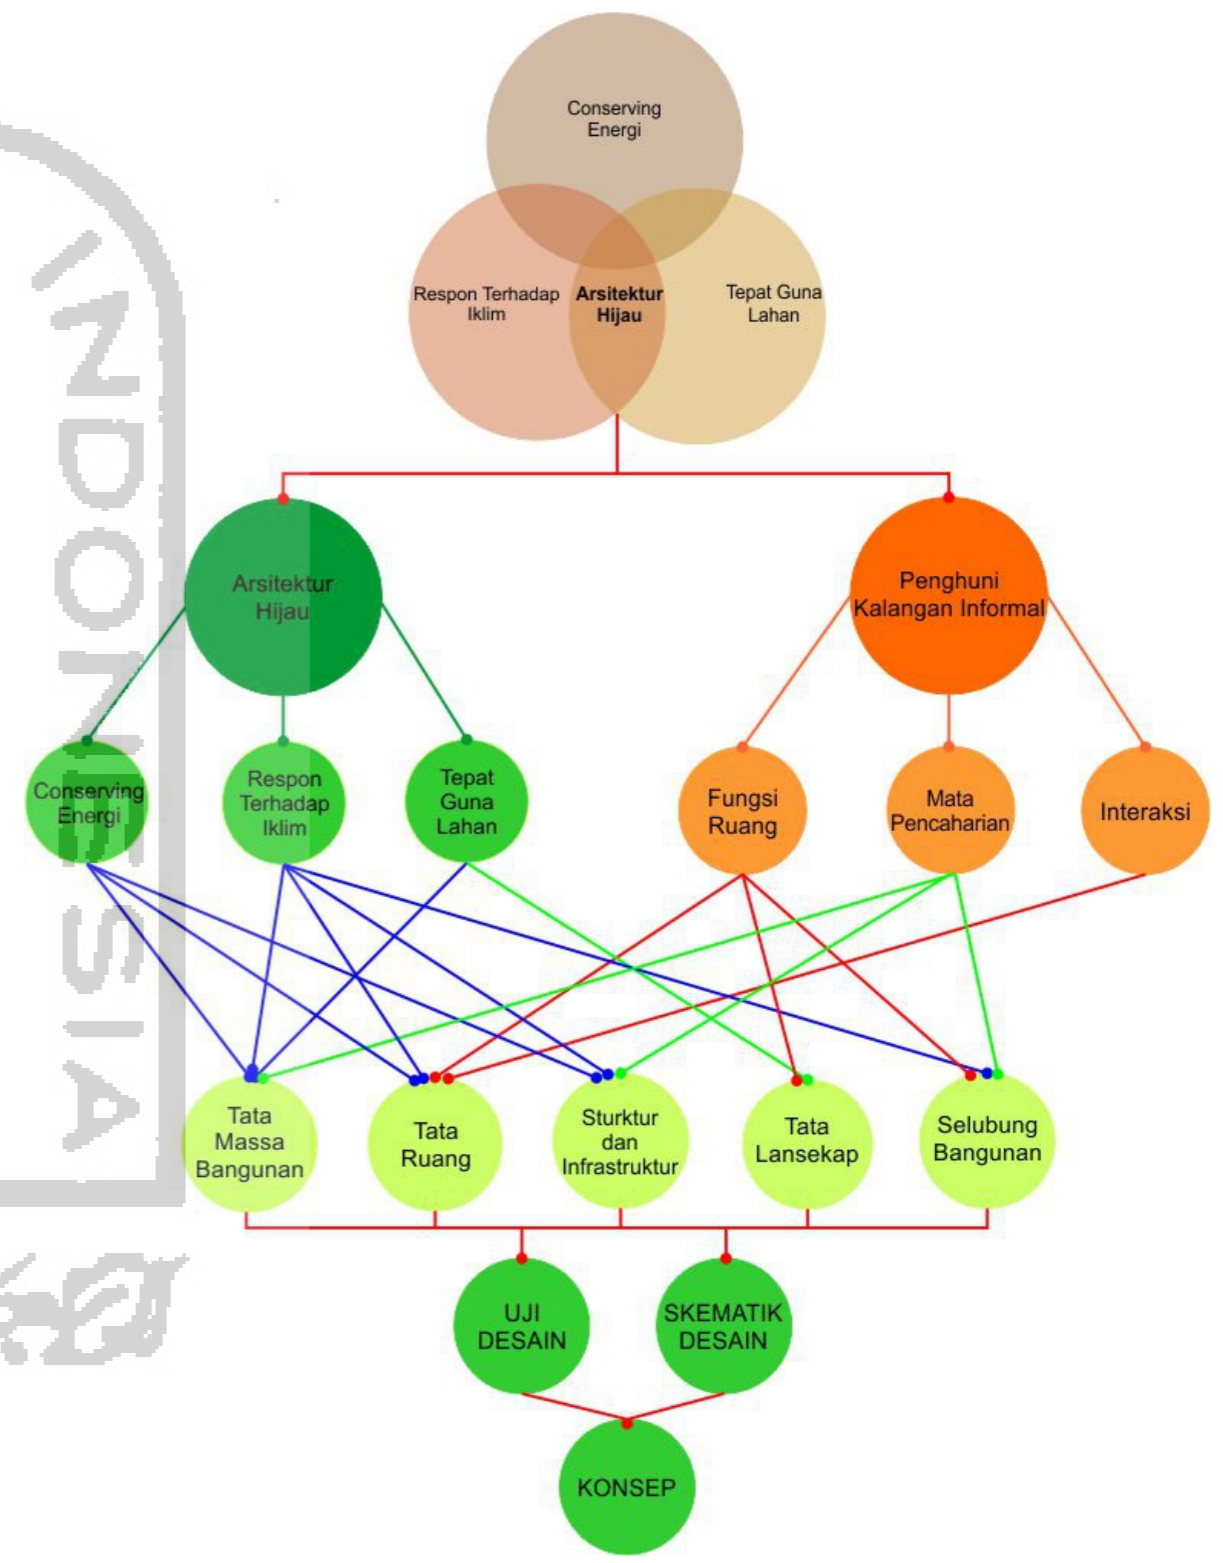 Conserving
Energi
Respon Terhadap
Iklim
Arsitektur
Hijau
Tepat Guna
Lahan
Arsitektur
Hijau
Penghuni
Kalangan Informal
Conserving
Energi
Respon
Terhadap
Iklim
Tepat
Guna
Lahan
Fungsi
Ruang
Mata
Pencaharian
Interaksi
Tata
Massa
Bangunan
Tata
Ruang
Sturktur
dan
Infrastruktur
Tata
Lansekap
Selubung
Bangunan
UJI
DESAIN
SKEMATIK
DESAIN
KONSEP
INDONESIA